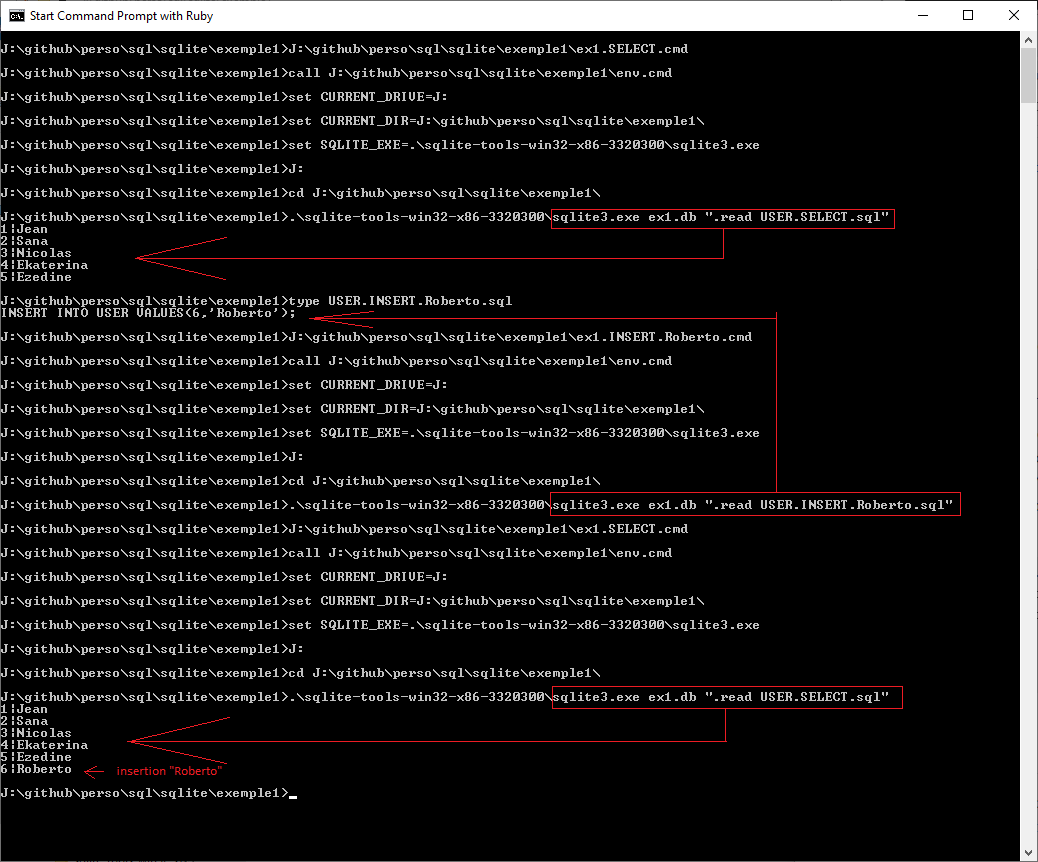 Start Command Prompt with Ruby
J:\github\perso\sql\sqlite\exemple1>J:\github\perso\sql\sqlite\exemple1\ex1.SELECT.cmd
J:\github\perso\sql\sqlite\exemple1>call J:\github\perso\sql\sqlite\exemple1\env.cmd
J:\github\perso\sql\sqlite\exemple1>set CURRENT_DRIVE=J:
J:\github\perso\sql\sqlite\exemple1>set CURRENT_DIR=J:\github\perso\sql\sqlite\exemple1\
J:\github\perso\sql\sqlite\exemple1>set SQLITE_EXE=.\sqlite-tools-win32-x86-3320300\sqlite3.exe
J:\github\perso\sql\sqlite\exemple1>J:
J:\github\perso\sql\sqlite\exemple1>cd J:\github\perso\sql\sqlite\exemple1\
J:\github\perso\sql\sqlite\exemple1>.\sqlite-tools-win32-x86-3320300\sqlite3.exe ex1.db ".read USER.SELECT.sql"
1|Jean
2|Sana
3|Nicolas
4|Ekaterina
5|Ezedine
J:\github\perso\sql\sqlite\exemple1>type USER.INSERT.Roberto.sql
INSERT INTO USER VALUES(6,'Roberto');
J:\github\perso\sql\sqlite\exemple1>J:\github\perso\sql\sqlite\exemple1\ex1.INSERT.Roberto.cmd
J:\github\perso\sql\sqlite\exemple1>call J:\github\perso\sql\sqlite\exemple1\env.cmd
J:\github\perso\sql\sqlite\exemple1>set CURRENT_DRIVE=J:
J:\github\perso\sql\sqlite\exemple1>set CURRENT_DIR=J:\github\perso\sql\sqlite\exemple1\
J:\github\perso\sql\sqlite\exemple1>set SQLITE_EXE=.\sqlite-tools-win32-x86-3320300\sqlite3.exe
J:\github\perso\sql\sqlite\exemple1>J:
J:\github\perso\sql\sqlite\exemple1>cd J:\github\perso\sql\sqlite\exemple1\
J:\github\perso\sql\sqlite\exemple1>.\sqlite-tools-win32-x86-3320300\sqlite3.exe ex1.db ".read USER.INSERT.Roberto.sql"
J:\github\perso\sql\sqlite\exemple1>J:\github\perso\sql\sqlite\exemple1\ex1.SELECT.cmd
J:\github\perso\sql\sqlite\exemple1>call J:\github\perso\sql\sqlite\exemple1\env.cmd
J:\github\perso\sql\sqlite\exemple1>set CURRENT_DRIVE=J:
J:\github\perso\sql\sqlite\exemple1>set CURRENT_DIR=J:\github\perso\sql\sqlite\exemple1\
J:\github\perso\sql\sqlite\exemple1>set SQLITE_EXE=.\sqlite-tools-win32-x86-3320300\sqlite3.exe
J:\github\perso\sql\sqlite\exemple1>J:
J:\github\perso\sql\sqlite\exemple1>cd J:\github\perso\sql\sqlite\exemple1\
J:\github\perso\sql\sqlite\exemple1>.\sqlite-tools-win32-x86-3320300\sqlite3.exe ex1.db ".read USER.SELECT.sql"
1|Jean
2|Sana
3|Nicolas
4|Ekaterina
5|Ezedine
6|Roberto insertion "Roberto"
J:\github\perso\sql\sqlite\exemple1>